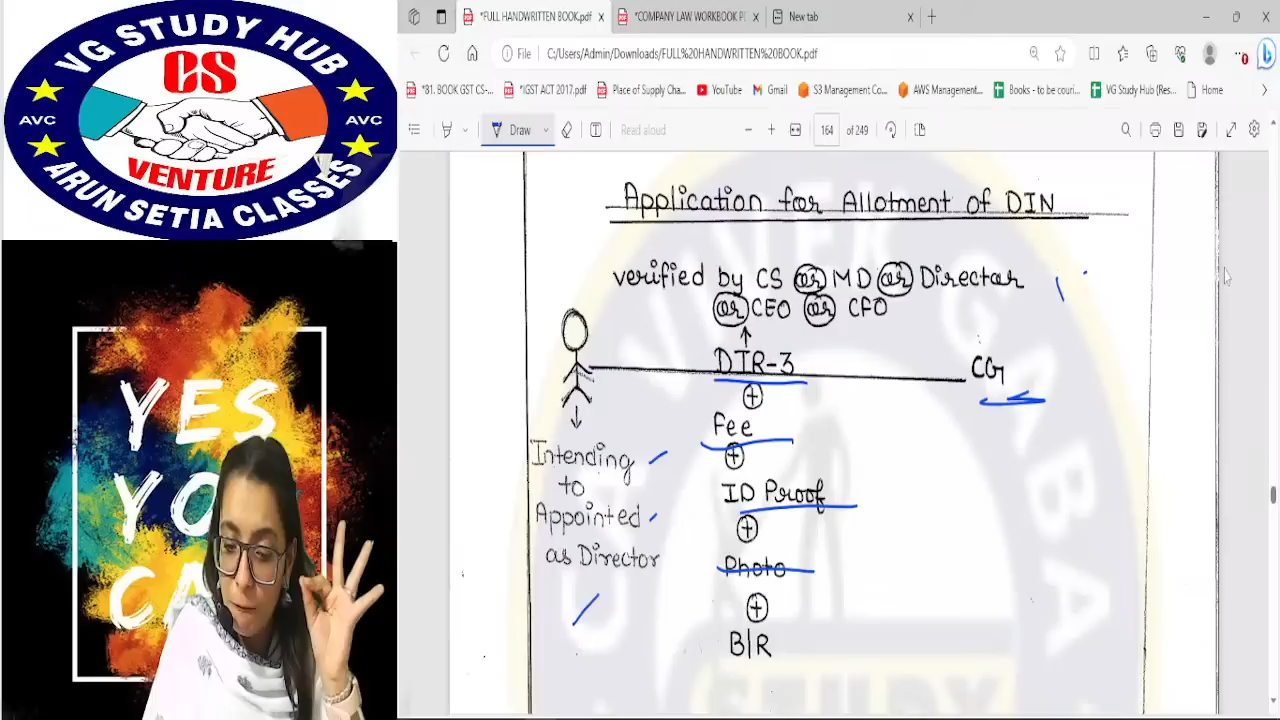 VG STUDY HUB
CS
AVC
AVC
VENTURE
ARUN SETIA CLASSES
YES
YO
CA
*FULL HANDWRITTEN BOOK.pdf
*COMPANY LAW WORKBOOK P
New tab
File
C:/Users/Admin/Downloads/FULL%20HANDWRITTEN%20BOOK.pdf
*81. BOOK GST CS-...
*IGST ACT 2017.pdf
Place of Supply Cha...
YouTube
Gmail
S3 Management Co...
AWS Management...
Books - to be couri...
VG Study Hub (Res...
Home
Draw
Read aloud
164
of 249
Application for Allotment of DIN
verified by CS or MD or Director
or CEO or CFO
DIR-3
CG
Fee
Intending
to
Appointed
as Director
ID Proof
Photo
B/R